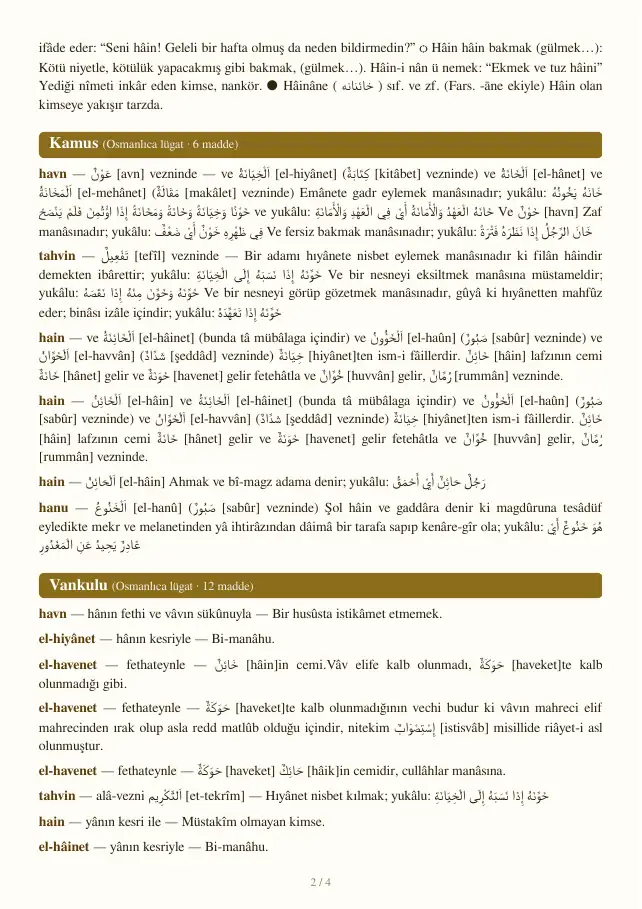 ifâde eder: “Seni hâin! Geleli bir hafta olmuş da neden bildirmedin?” ○ Hâin hâin bakmak (gülmek…):
Kötü niyetle, kötülük yapacakmış gibi bakmak, (gülmek…). Hâin-i nân ü nemek: “Ekmek ve tuz hâini”
Yediği nîmeti inkâr eden kimse, nankör. ● Hâinâne ( خائنانه ) sıf. ve zf. (Fars. -āne ekiyle) Hâin olan
kimseye yakışır tarzda.
Kamus (Osmanlıca lügat · 6 madde)
havn — خَوْنٌ [avn] vezninde — ve اَلْخِيَانَةُ [el-hiyânet] (كِتَابَةٌ [kitâbet] vezninde) ve اَلْخَانَةُ [el-hânet] ve
اَلْمَخَانَةُ [el-mehânet] (مَقَالَةٌ [makâlet] vezninde) Emânete gadr eylemek manâsınadır; yukâlu: خَانَهُ يَخُونُهُ
خَوْنًا وَخِيَانَةً وَخَانَةً وَمَخَانَةً إِذَا اؤْتُمِنَ فَلَمْ يَنْصَحْ ve yukâlu: خَانَهُ الْعَهْدَ وَالْأَمَانَةَ أَيْ فِي الْعَهْدِ وَالْأَمَانَةِ Ve خَوْنٌ [havn] Zaf
manâsınadır; yukâlu: فِي ظَهْرِهِ خَوْنٌ أَيْ ضَعْفٌ Ve fersiz bakmak manâsınadır; yukâlu: خَانَ الرَّجُلُ إِذَا نَظَرَهُ فَتْرَةً
tahvin — تَفْعِيلٌ [tefîl] vezninde — Bir adamı hıyânete nisbet eylemek manâsınadır ki filân hâindir
demekten ibârettir; yukâlu: خَوَّنَهُ إِذَا نَسَبَهُ إِلَى الْخِيَانَةِ Ve bir nesneyi eksiltmek manâsına müstameldir;
yukâlu: خَوَّنَهُ وَخَوَّنَ مِنْهُ إِذَا نَقَصَهُ Ve bir nesneyi görüp gözetmek manâsınadır, gûyâ ki hıyânetten mahfûz
eder; binâsı izâle içindir; yukâlu: خَوَّنَهُ إِذَا تَعَهَّدَهُ
hain — ve اَلْخَائِنَةُ [el-hâinet] (bunda tâ mübâlaga içindir) ve اَلْخَؤُونُ [el-haûn] (صَبُورٌ [sabûr] vezninde) ve
اَلْخَوَّانُ [el-havvân] (شَدَّادٌ [şeddâd] vezninde) خِيَانَةٌ [hiyânet]ten ism-i fâillerdir. خَائِنٌ [hâin] lafzının cemi
خَانَةٌ [hânet] gelir ve خَوَنَةٌ [havenet] gelir fetehâtla ve خُوَّانٌ [huvvân] gelir, رُمَّانٌ [rummân] vezninde.
hain — اَلْخَائِنُ [el-hâin] ve اَلْخَائِنَةُ [el-hâinet] (bunda tâ mübâlaga içindir) ve اَلْخَؤُونُ [el-haûn] (صَبُورٌ
[sabûr] vezninde) ve اَلْخَوَّانُ [el-havvân] (شَدَّادٌ [şeddâd] vezninde) خِيَانَةٌ [hiyânet]ten ism-i fâillerdir. خَائِنٌ
[hâin] lafzının cemi خَانَةٌ [hânet] gelir ve خَوَنَةٌ [havenet] gelir fetehâtla ve خُوَّانٌ [huvvân] gelir, رُمَّانٌ
[rummân] vezninde.
hain — اَلْحَائِنُ [el-hâin] Ahmak ve bî-magz adama denir; yukâlu: رَجُلٌ حَائِنٌ أَيْ أَحْمَقُ
hanu — اَلْخَنُوعُ [el-hanû] (صَبُورٌ [sabûr] vezninde) Şol hâin ve gaddâra denir ki magdûruna tesâdüf
eyledikte mekr ve melanetinden yâ ihtirâzından dâimâ bir tarafa sapıp kenâre-gîr ola; yukâlu: هُوَ خَنُوعٌ أَيْ
غَادِرٌ يَحِيدُ عَنِ الْمَغْدُورِ
Vankulu (Osmanlıca lügat · 12 madde)
havn — hânın fethi ve vâvın sükûnuyla — Bir husûsta istikâmet etmemek.
el-hiyânet — hânın kesriyle — Bi-manâhu.
el-havenet — fethateynle — خَائِنٌ [hâin]in cemi.Vâv elife kalb olunmadı, حَوَكَةٌ [haveket]te kalb
olunmadığı gibi.
el-havenet — fethateynle — حَوَكَةٌ [haveket]te kalb olunmadığının vechi budur ki vâvın mahreci elif
mahrecinden ırak olup asla redd matlûb olduğu içindir, nitekim إِسْتِصْوَابٌ [istisvâb] misillide riâyet-i asl
olunmuştur.
el-havenet — fethateynle — حَوَكَةٌ [haveket] حَائِكٌ [hâik]in cemidir, cullâhlar manâsına.
tahvin — alâ-vezni اَلتَّكْرِيم [et-tekrîm] — Hıyânet nisbet kılmak; yukâlu: خَوَّنَهُ إِذَا نَسَبَهُ إِلَى الْخِيَانَةِ
hain — yânın kesri ile — Müstakîm olmayan kimse.
el-hâinet — yânın kesriyle — Bi-manâhu.
2 / 4